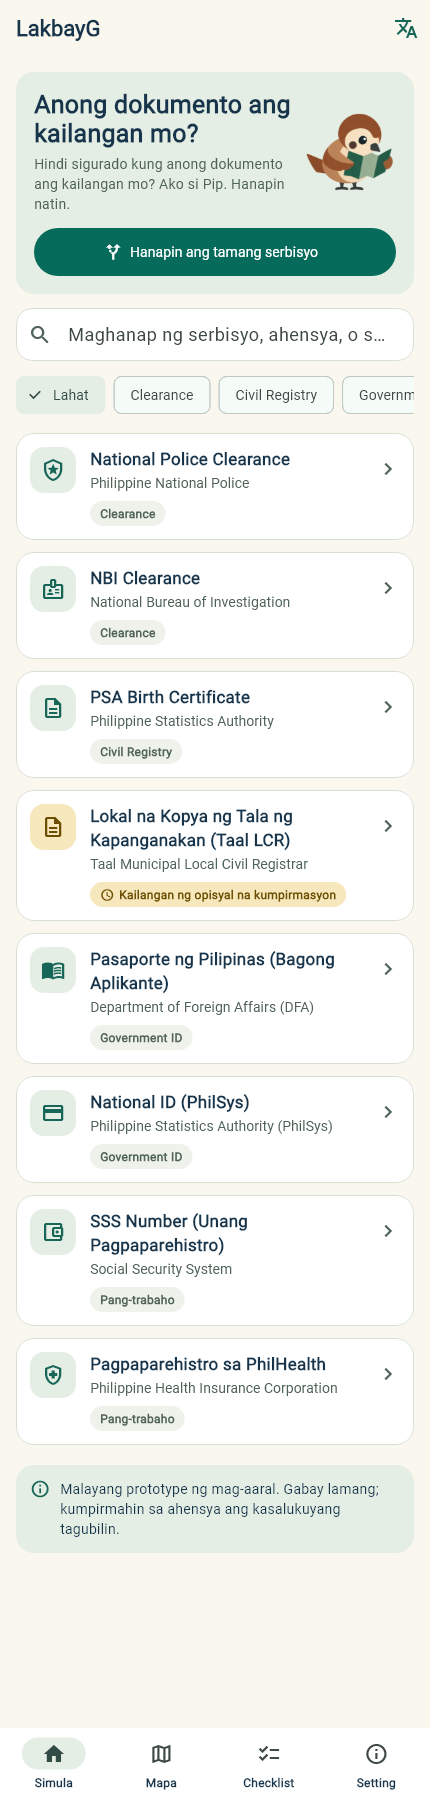 LakbayG
Anong dokumento ang
kailangan mo?
Hindi sigurado kung anong dokumento
ang kailangan mo? Ako si Pip. Hanapin
natin.
Hanapin ang tamang serbisyo
Maghanap ng serbisyo, ahensya, o s...
Lahat
Clearance
Civil Registry
Governm
National Police Clearance
Philippine National Police
Clearance
NBI Clearance
National Bureau of Investigation
Clearance
PSA Birth Certificate
Philippine Statistics Authority
Civil Registry
Lokal na Kopya ng Tala ng
Kapanganakan (Taal LCR)
Taal Municipal Local Civil Registrar
Kailangan ng opisyal na kumpirmasyon
Pasaporte ng Pilipinas (Bagong
Aplikante)
Department of Foreign Affairs (DFA)
Government ID
National ID (PhilSys)
Philippine Statistics Authority (PhilSys)
Government ID
SSS Number (Unang
Pagpaparehistro)
Social Security System
Pang-trabaho
Pagpaparehistro sa PhilHealth
Philippine Health Insurance Corporation
Pang-trabaho
Malayang prototype ng mag-aaral. Gabay lamang;
kumpirmahin sa ahensya ang kasalukuyang
tagubilin.
Simula
Mapa
Checklist
Setting